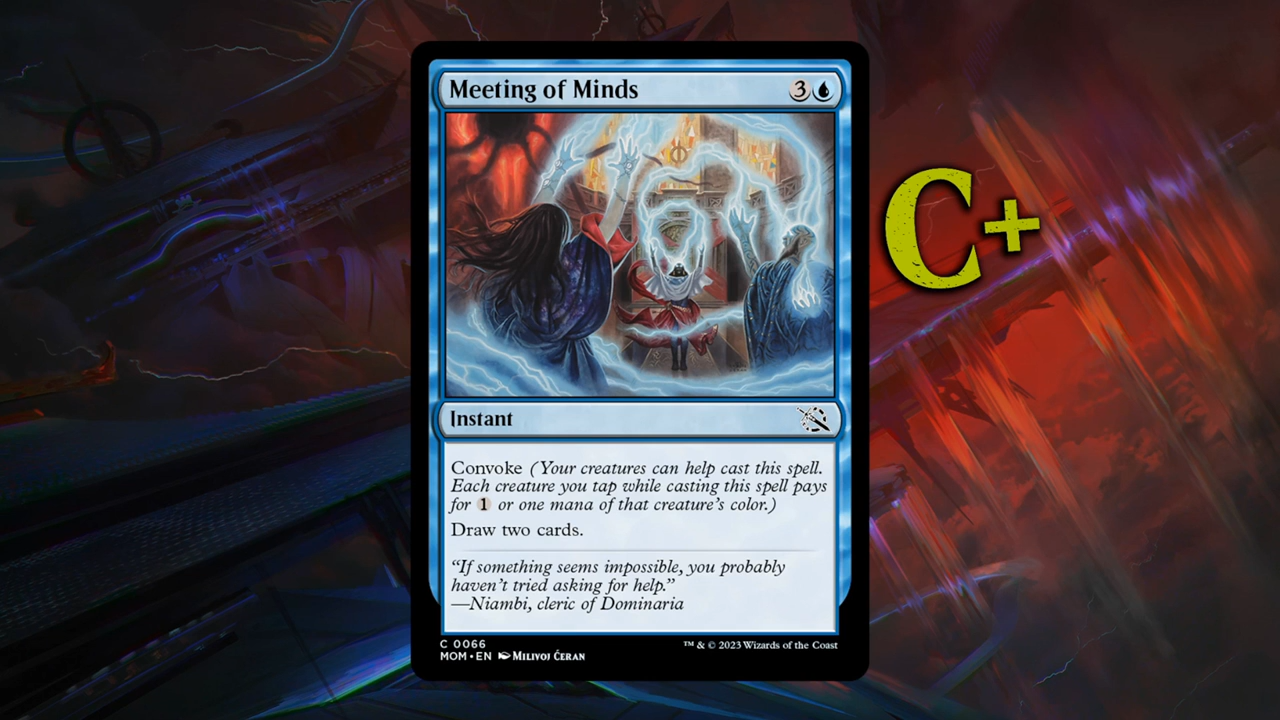 Meeting of Minds 3
C+
Instant
Convoke (Your creatures can help cast this spell.
Each creature you tap while casting this spell pays
for 1 or one mana of that creature's color.)
Draw two cards.
“If something seems impossible, you probably
haven't tried asking for help.”
—Niambi, cleric of Dominaria
C 0066
MOM • EN Milivoj Ćeran
™ & © 2023 Wizards of the Coast